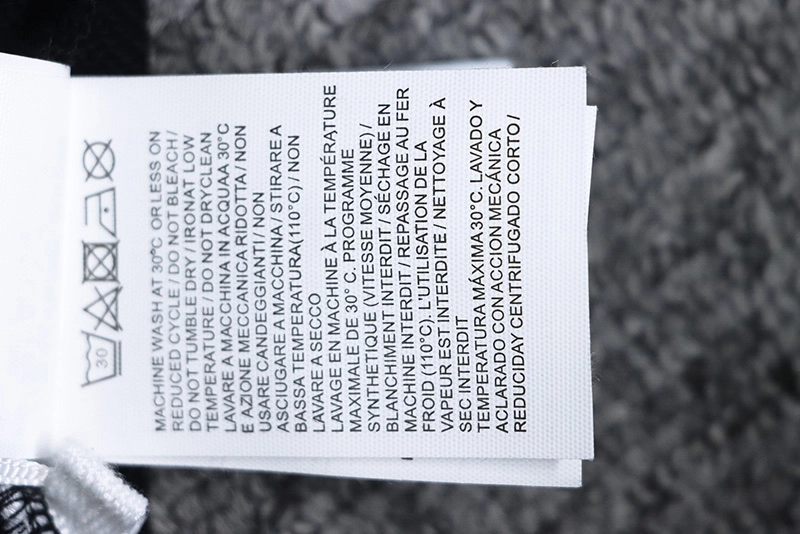 30
MACHINE WASH AT 30°C OR LESS ON
REDUCED CYCLE / DO NOT BLEACH /
DO NOT TUMBLE DRY / IRONAT LOW
TEMPERATURE / DO NOT DRYCLEAN
LAVARE A MACCHINA IN ACQUAA 30°C
E AZIONE MECCANICA RIDOTTA / NON
USARE CANDEGGIANTI / NON
ASCIUGARE A MACCHINA / STIRARE A
BASSA TEMPERATURA(110°C) / NON
LAVARE A SECCO
LAVAGE EN MACHINE À LA TEMPÉRATURE
MAXIMALE DE 30° C. PROGRAMME
SYNTHETIQUE (VITESSE MOYENNE) /
BLANCHIMENT INTERDIT / SÉCHAGE EN
MACHINE INTERDIT / REPASSAGE AU FER
FROID (110°C). L'UTILISATION DE LA
VAPEUR EST INTERDITE / NETTOYAGE À
SEC INTERDIT
TEMPERATURA MÁXIMA30°C. LAVADO Y
ACLARADO CON ACCION MECÁNICA
REDUCIDAY CENTRIFUGADO CORTO /